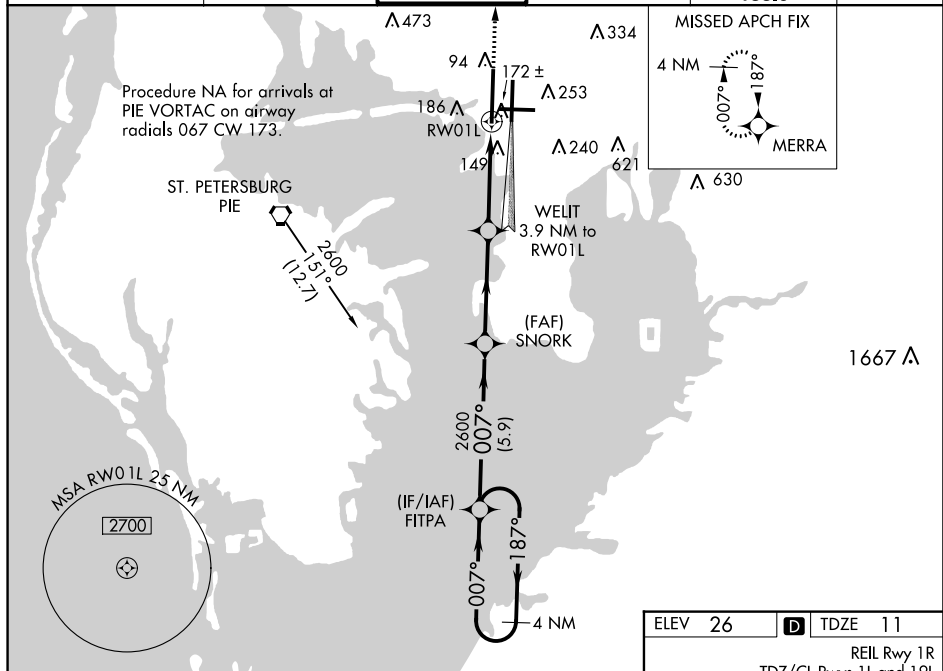 473
334
94
172 ±
253
186
RW01L
149
240
621
630
Procedure NA for arrivals at
PIE VORTAC on airway
radials 067 CW 173.
MISSED APCH FIX
4 NM
007°
187°
MERRA
ST. PETERSBURG
PIE
2600
151°
(12.7)
WELIT
3.9 NM to
RW01L
(FAF)
SNORK
1667
2600
007°
(5.9)
MSA RW01L 25 NM
2700
(IF/IAF)
FITPA
007°
187°
4 NM
ELEV 26
D
TDZE 11
REIL Rwy 1R